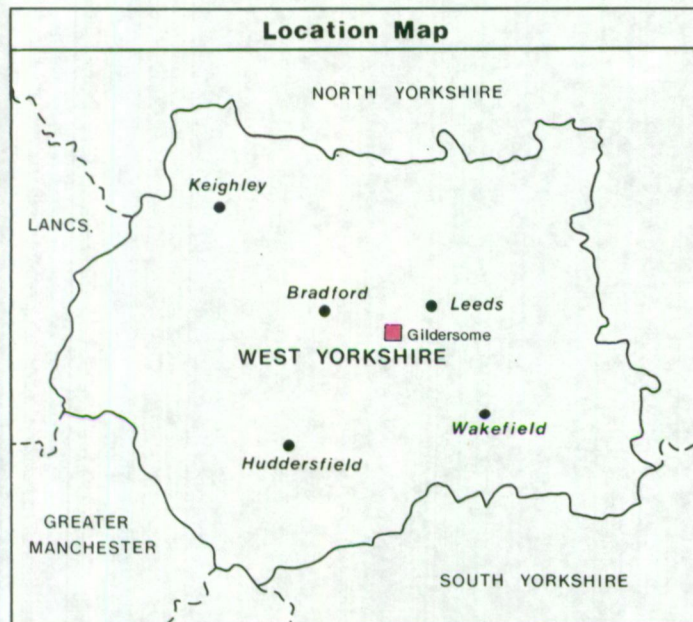 Location Map
NORTH YORKSHIRE
Keighley
LANCS.
Bradford
Leeds
Gildersome
WEST YORKSHIRE
Wakefield
Huddersfield
GREATER
MANCHESTER
SOUTH YORKSHIRE